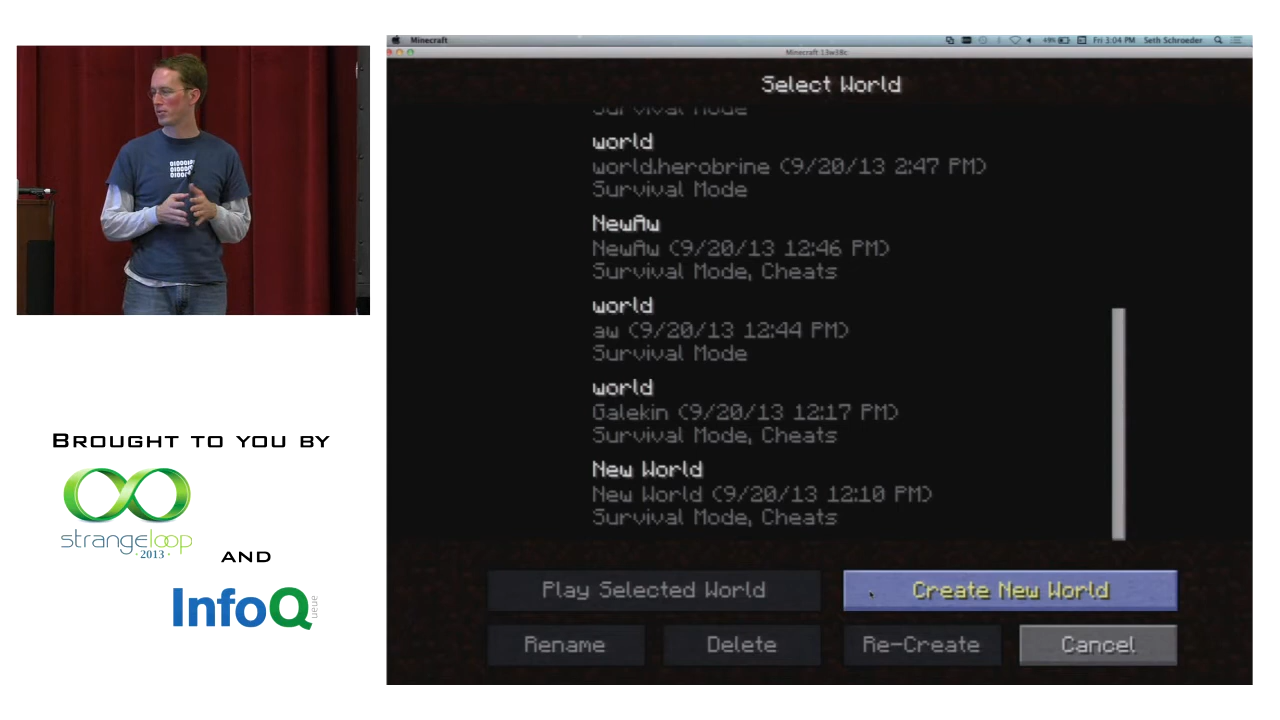 01000
01000
01000
BROUGHT TO YOU BY
strangeloop
· 2013 ·
AND
InfoQ
Minecraft
49%
Fri 3:04 PM
Seth Schroeder
Minecraft 13w38c
Select World
Survival Mode
world
world.herobrine (9/20/13 2:47 PM)
Survival Mode
NewAw
NewAw (9/20/13 12:46 PM)
Survival Mode, Cheats
world
aw (9/20/13 12:44 PM)
Survival Mode
world
Galekin (9/20/13 12:17 PM)
Survival Mode, Cheats
New World
New World (9/20/13 12:10 PM)
Survival Mode, Cheats
Play Selected World
Create New World
Rename
Delete
Re-Create
Cancel